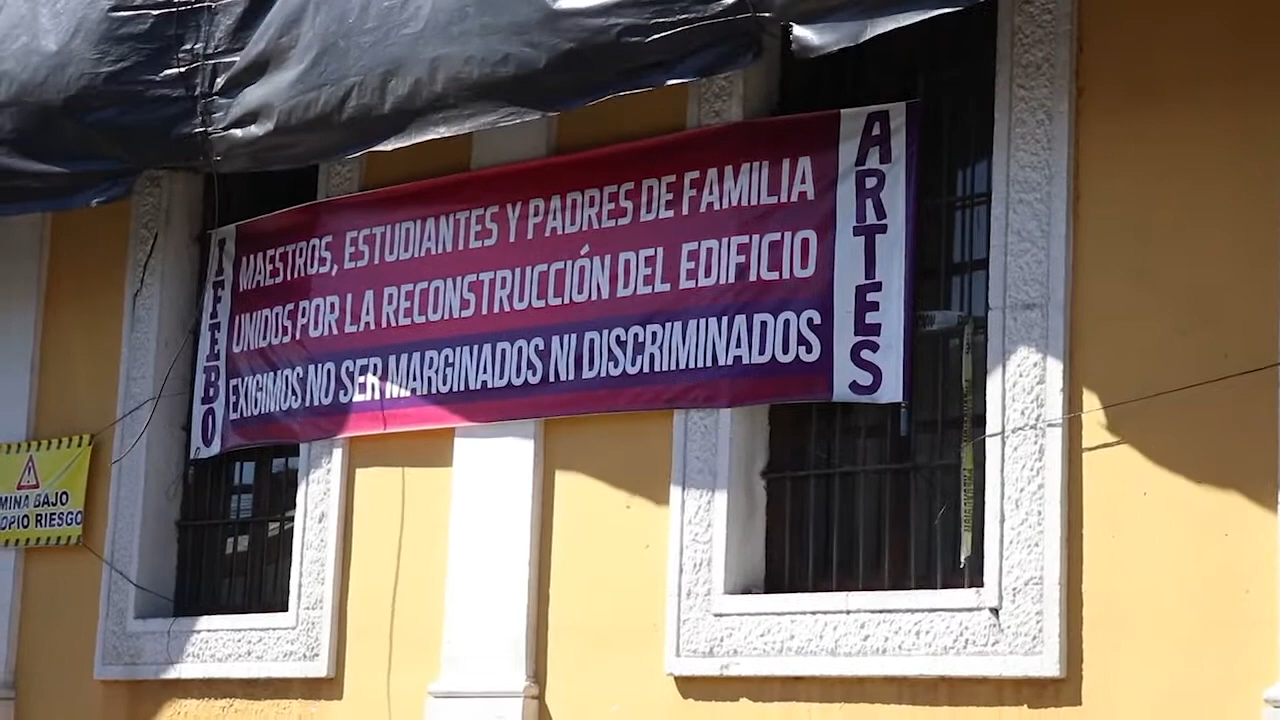 IFEBO
MAESTROS, ESTUDIANTES Y PADRES DE FAMILIA
UNIDOS POR LA RECONSTRUCCIÓN DEL EDIFICIO
EXIGIMOS NO SER MARGINADOS NI DISCRIMINADOS
ARTES
MINA BAJO
OPIO RIESGO